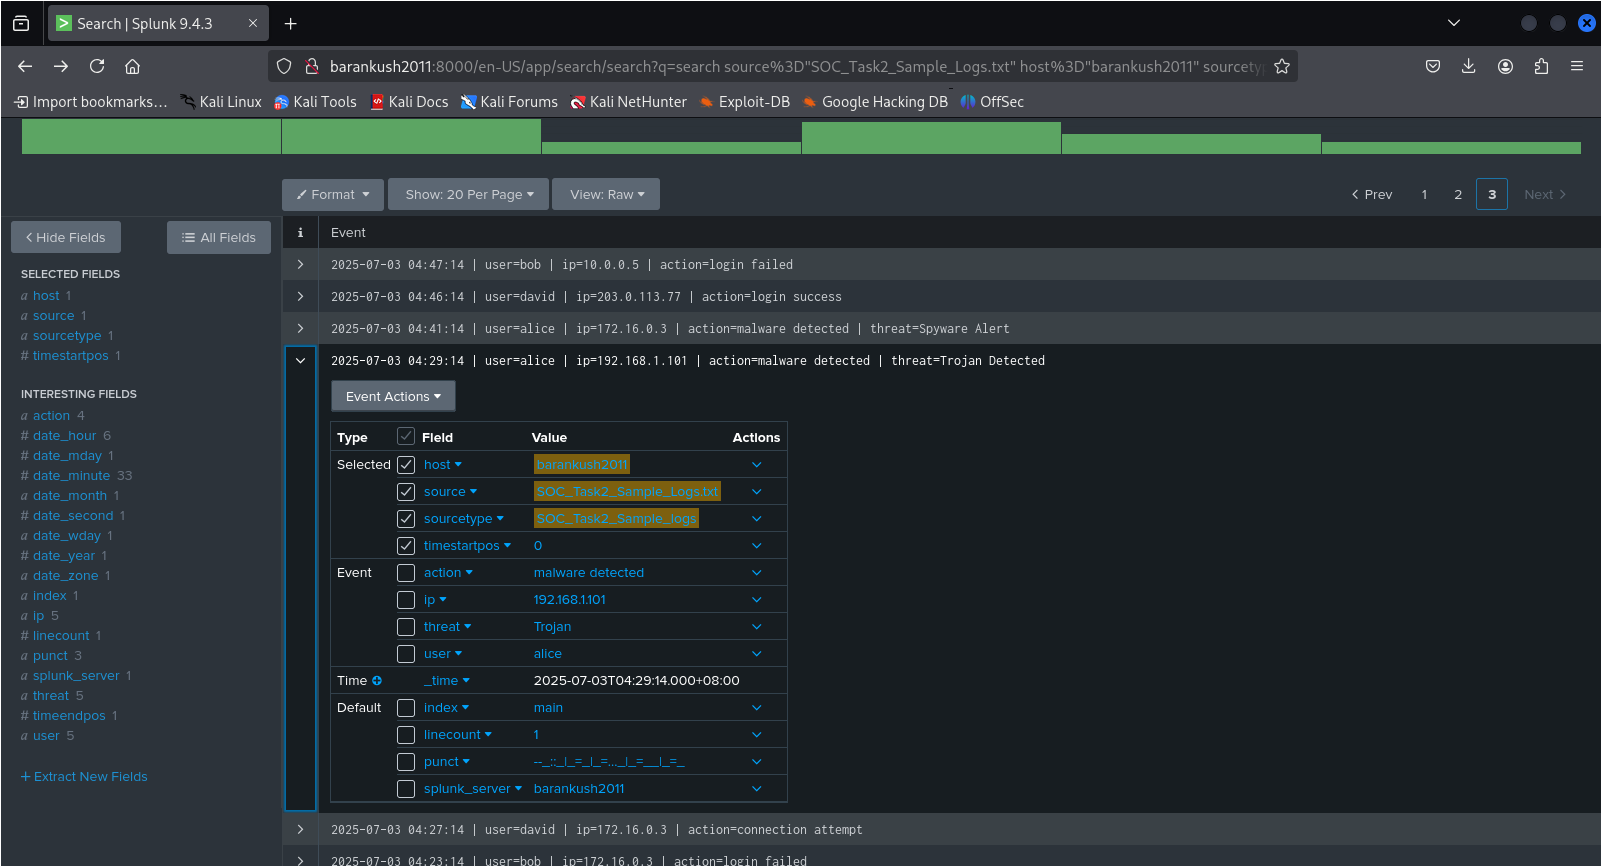 Search | Splunk 9.4.3
barankush2011:8000/en-US/app/search/search?q=search source%3D"SOC_Task2_Sample_Logs.txt" host%3D"barankush2011" sourcety
Import bookmarks… Kali Linux Kali Tools Kali Docs Kali Forums Kali NetHunter Exploit-DB Google Hacking DB OffSec
Format Show: 20 Per Page View: Raw Prev 1 2 3 Next
Hide Fields All Fields
i Event
SELECTED FIELDS
a host 1
a source 1
a sourcetype 1
# timestartpos 1
INTERESTING FIELDS
a action 4
# date_hour 6
# date_mday 1
# date_minute 33
a date_month 1
# date_second 1
a date_wday 1
# date_year 1
a date_zone 1
a index 1
a ip 5
# linecount 1
a punct 3
a splunk_server 1
a threat 5
# timeendpos 1
a user 5
+ Extract New Fields
2025-07-03 04:47:14 | user=bob | ip=10.0.0.5 | action=login failed
2025-07-03 04:46:14 | user=david | ip=203.0.113.77 | action=login success
2025-07-03 04:41:14 | user=alice | ip=172.16.0.3 | action=malware detected | threat=Spyware Alert
2025-07-03 04:29:14 | user=alice | ip=192.168.1.101 | action=malware detected | threat=Trojan Detected
Event Actions
Type Field Value Actions
Selected host barankush2011
source SOC_Task2_Sample_Logs.txt
sourcetype SOC_Task2_Sample_logs
timestartpos 0
Event action malware detected
ip 192.168.1.101
threat Trojan
user alice
Time _time 2025-07-03T04:29:14.000+08:00
Default index main
linecount 1
punct --_::_|_=_|_=..._|_=__|_=_
splunk_server barankush2011
2025-07-03 04:27:14 | user=david | ip=172.16.0.3 | action=connection attempt
2025-07-03 04:23:14 | user=bob | ip=172.16.0.3 | action=login failed